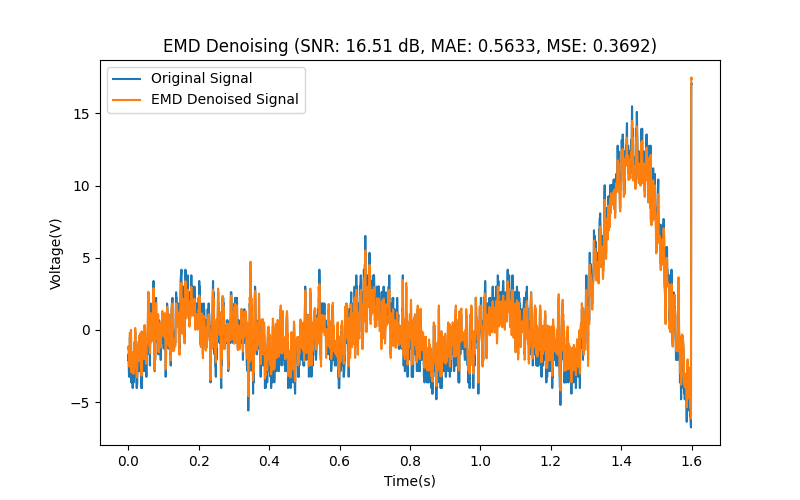 EMD Denoising (SNR: 16.51 dB, MAE: 0.5633, MSE: 0.3692)
Original Signal
EMD Denoised Signal
15
10
5
0
−5
Voltage(V)
0.0 0.2 0.4 0.6 0.8 1.0 1.2 1.4 1.6
Time(s)